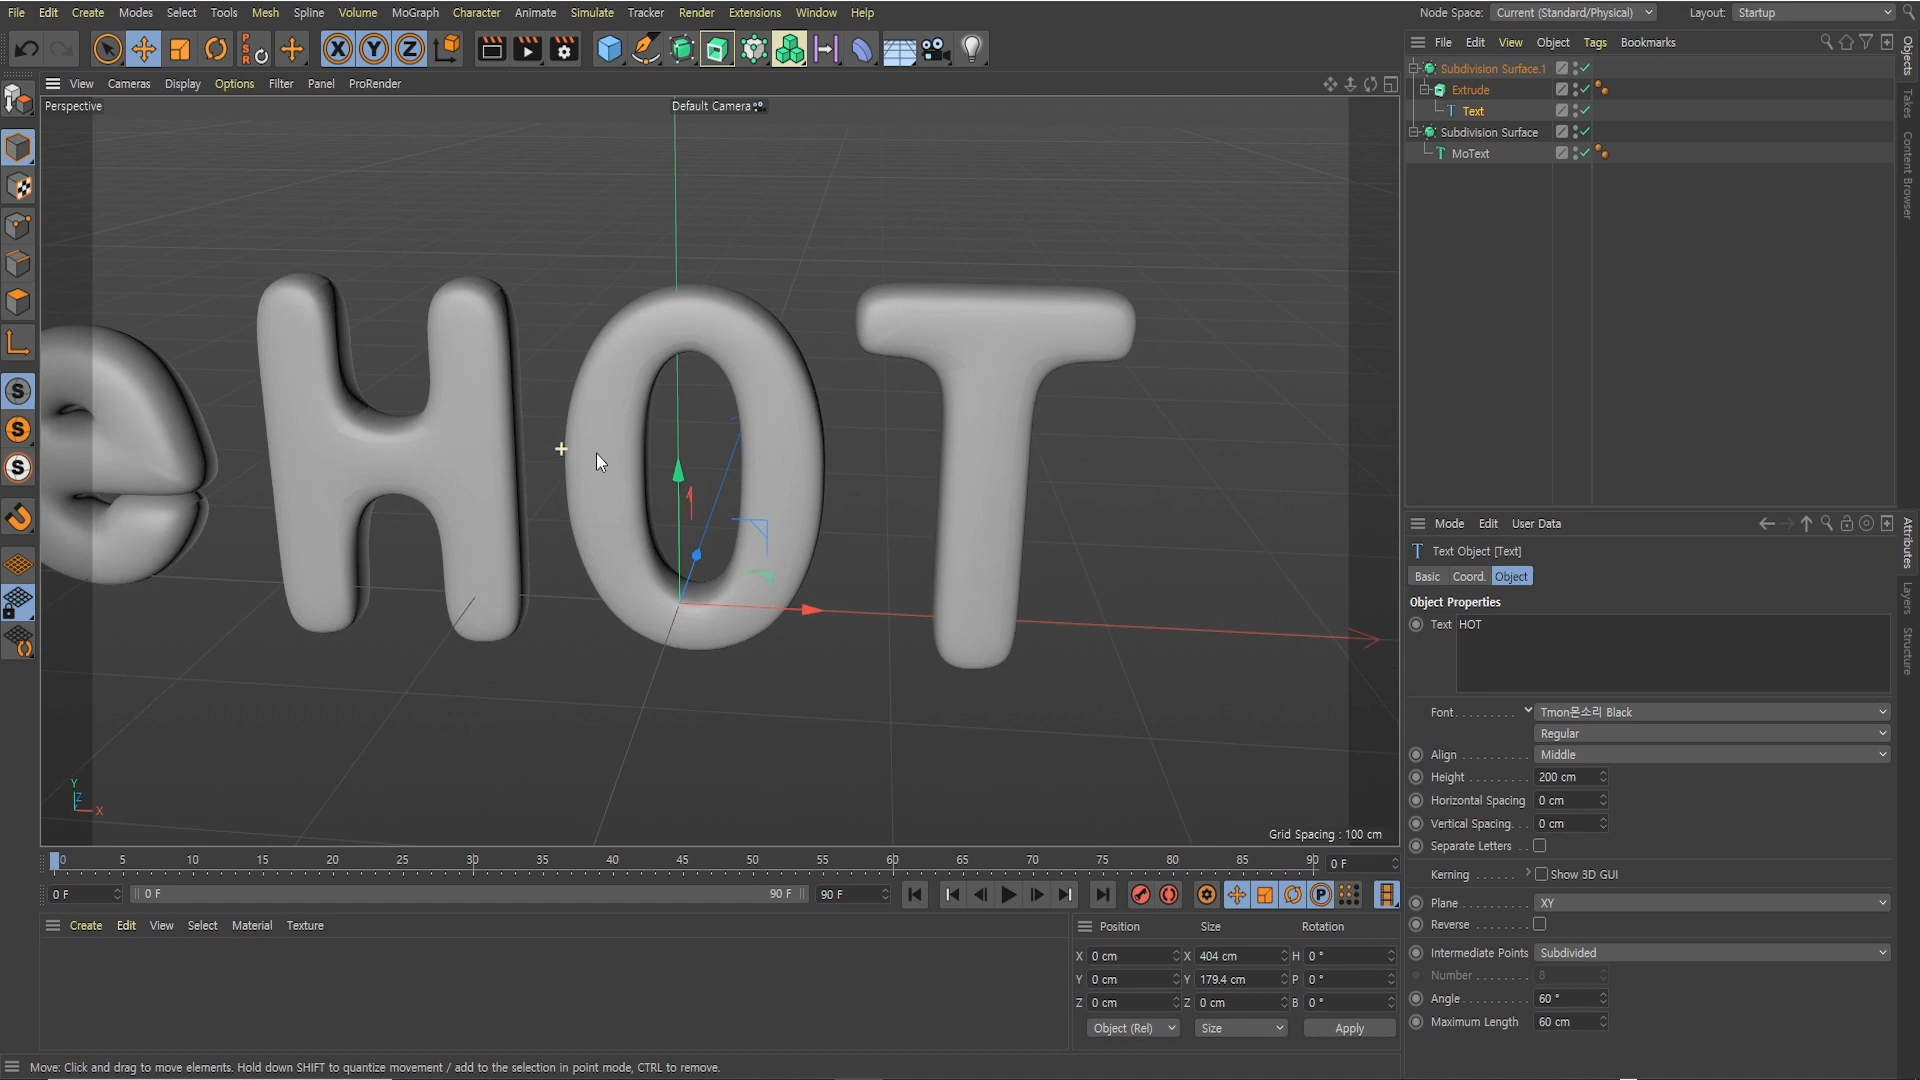 File Edit Create Modes Select Tools Mesh Spline Volume MoGraph Character Animate Simulate Tracker Render Extensions Window Help Node Space: Current (Standard/Physical) Layout: Startup
P S R X Y Z
File Edit View Object Tags Bookmarks
View Cameras Display Options Filter Panel ProRender
Perspective
Default Camera
Subdivision Surface.1
Extrude
Text
Subdivision Surface
MoText
Objects
Takes
Content Browser
e HOT
S
S
S
Y
Z
X
Grid Spacing : 100 cm
Mode Edit User Data
Text Object [Text]
Basic Coord. Object
Object Properties
Text HOT
Font . . . . . . . . . Tmon몬소리 Black
Regular
Align . . . . . . . . . . Middle
Height . . . . . . . . . 200 cm
Horizontal Spacing 0 cm
Vertical Spacing. . . 0 cm
Separate Letters . .
Kerning . . . . . . Show 3D GUI
Plane. . . . . . . . . . XY
Reverse . . . . . . . .
Intermediate Points Subdivided
Number . . . . . . . . 8
Angle. . . . . . . . . . 60 °
Maximum Length 60 cm
Attributes
Layers
Structure
0 5 10 15 20 25 30 35 40 45 50 55 60 65 70 75 80 85 90 0 F
0 F 0 F 90 F 90 F P
Create Edit View Select Material Texture
Position Size Rotation
X 0 cm X 404 cm H 0 °
Y 0 cm Y 179.4 cm P 0 °
Z 0 cm Z 0 cm B 0 °
Object (Rel) Size Apply
Move: Click and drag to move elements. Hold down SHIFT to quantize movement / add to the selection in point mode, CTRL to remove.